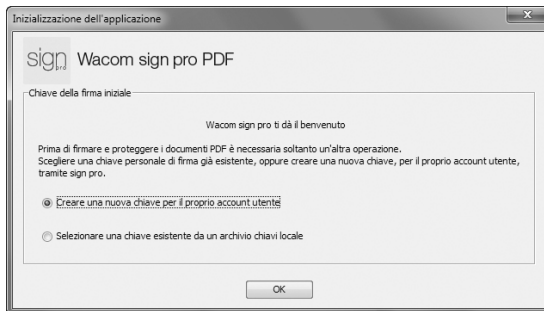 Inizializzazione dell'applicazione
x
sign
pro
Wacom sign pro PDF
Chiave della firma iniziale
Wacom sign pro ti dà il benvenuto
Prima di firmare e proteggere i documenti PDF è necessaria soltanto un'altra operazione.
Scegliere una chiave personale di firma già esistente, oppure creare una nuova chiave, per il proprio account utente,
tramite sign pro.
Creare una nuova chiave per il proprio account utente
Selezionare una chiave esistente da un archivio chiavi locale
OK